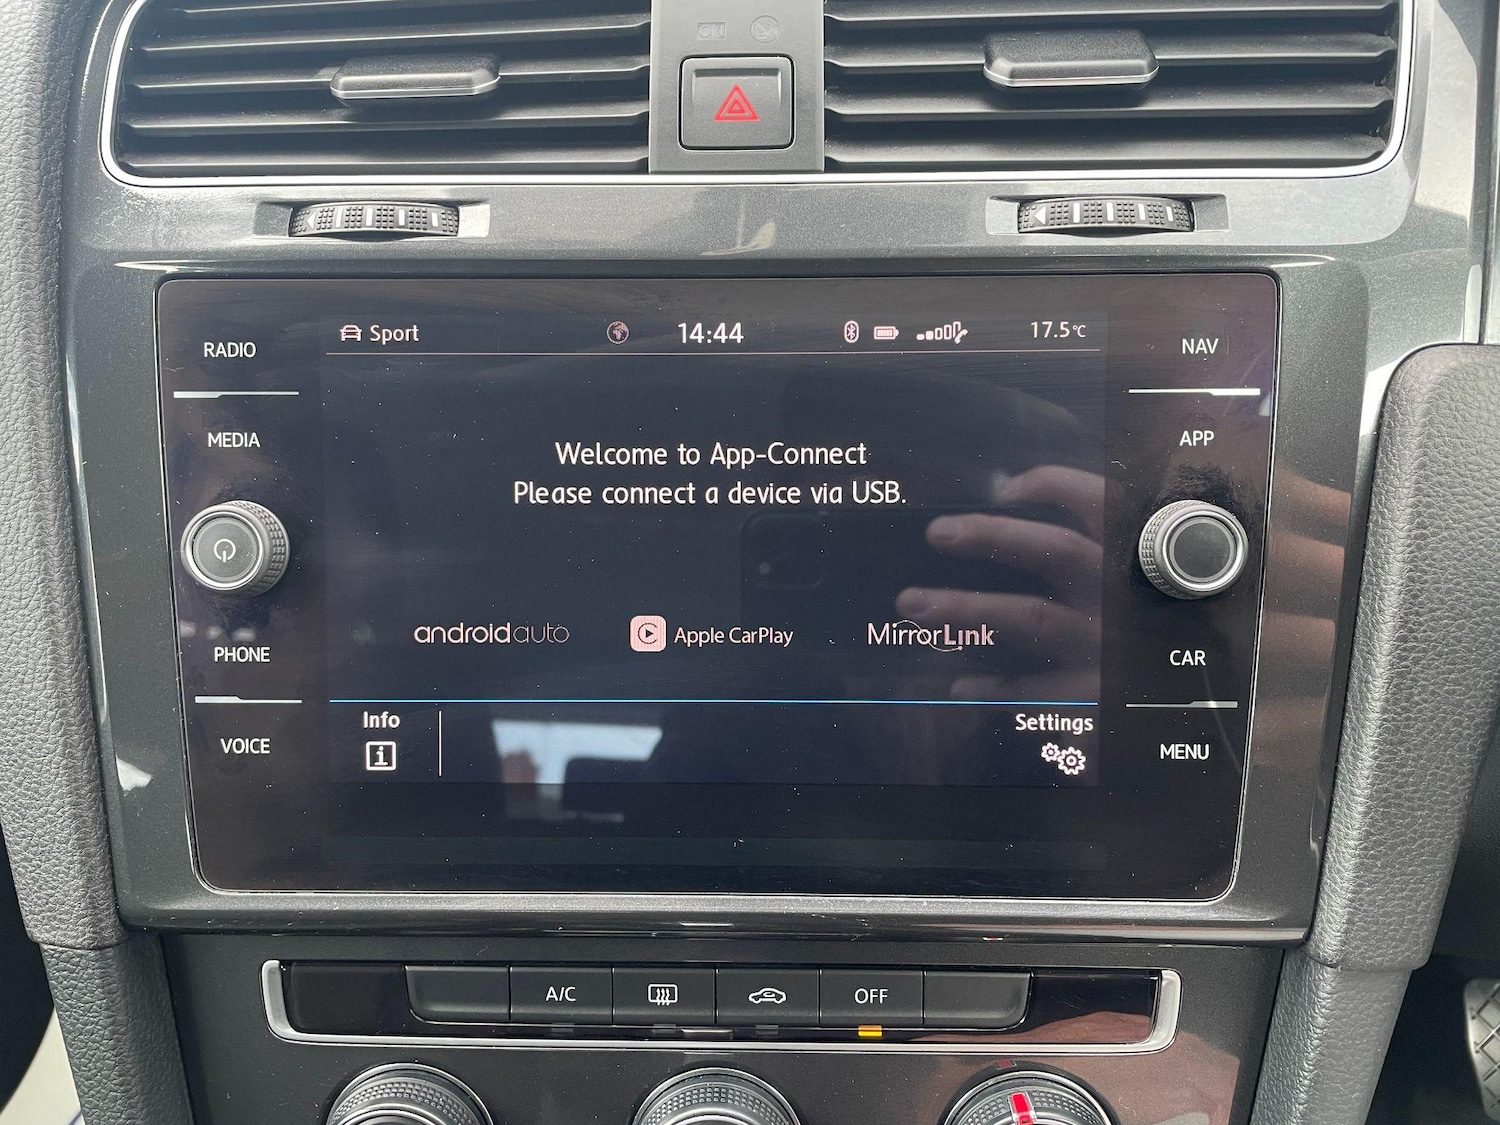 ON
Sport
14:44
17.5°C
RADIO
NAV
MEDIA
APP
Welcome to App-Connect
Please connect a device via USB.
androidauto
Apple CarPlay
MirrorLink
PHONE
CAR
VOICE
MENU
Info
Settings
A/C
OFF